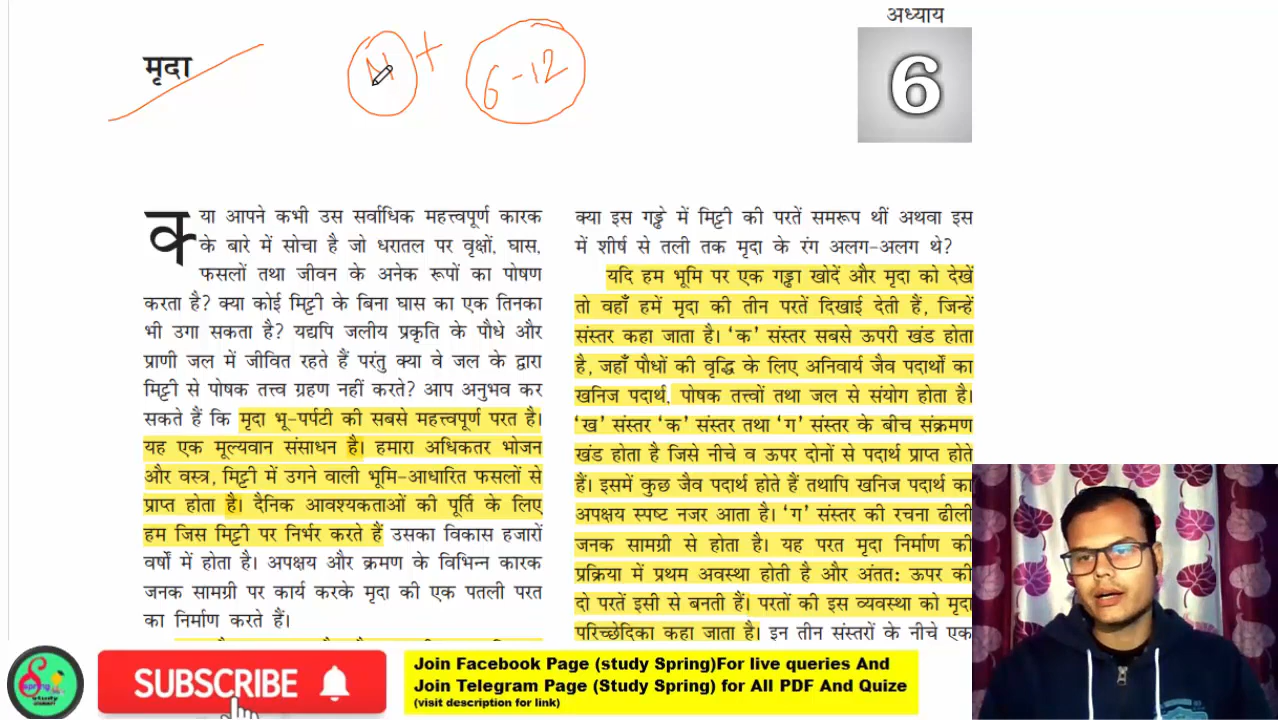 अध्याय
6
मृदा
+
6-12
क्या आपने कभी उस सर्वाधिक महत्त्वपूर्ण कारक
के बारे में सोचा है जो धरातल पर वृक्षों, घास,
फसलों तथा जीवन के अनेक रूपों का पोषण
करता है? क्या कोई मिट्टी के बिना घास का एक तिनका
भी उगा सकता है? यद्यपि जलीय प्रकृति के पौधे और
प्राणी जल में जीवित रहते हैं परंतु क्या वे जल के द्वारा
मिट्टी से पोषक तत्त्व ग्रहण नहीं करते? आप अनुभव कर
सकते हैं कि मृदा भू-पर्पटी की सबसे महत्त्वपूर्ण परत है।
यह एक मूल्यवान संसाधन है। हमारा अधिकतर भोजन
और वस्त्र, मिट्टी में उगने वाली भूमि-आधारित फसलों से
प्राप्त होता है। दैनिक आवश्यकताओं की पूर्ति के लिए
हम जिस मिट्टी पर निर्भर करते हैं उसका विकास हजारों
वर्षों में होता है। अपक्षय और क्रमण के विभिन्न कारक
जनक सामग्री पर कार्य करके मृदा की एक पतली परत
का निर्माण करते हैं।
क्या इस गड्ढे में मिट्टी की परतें समरूप थीं अथवा इस
में शीर्ष से तली तक मृदा के रंग अलग-अलग थे?
यदि हम भूमि पर एक गड्ढा खोदें और मृदा को देखें
तो वहाँ हमें मृदा की तीन परतें दिखाई देती हैं, जिन्हें
संस्तर कहा जाता है। ‘क’ संस्तर सबसे ऊपरी खंड होता
है, जहाँ पौधों की वृद्धि के लिए अनिवार्य जैव पदार्थों का
खनिज पदार्थ, पोषक तत्त्वों तथा जल से संयोग होता है।
‘ख’ संस्तर ‘क’ संस्तर तथा ‘ग’ संस्तर के बीच संक्रमण
खंड होता है जिसे नीचे व ऊपर दोनों से पदार्थ प्राप्त होते
हैं। इसमें कुछ जैव पदार्थ होते हैं तथापि खनिज पदार्थ का
अपक्षय स्पष्ट नजर आता है। ‘ग’ संस्तर की रचना ढीली
जनक सामग्री से होता है। यह परत मृदा निर्माण की
प्रक्रिया में प्रथम अवस्था होती है और अंततः ऊपर की
दो परतें इसी से बनती हैं। परतों की इस व्यवस्था को मृदा
परिच्छेदिका कहा जाता है। इन तीन संस्तरों के नीचे एक
SUBSCRIBE
Join Facebook Page (study Spring)For live queries And
Join Telegram Page (Study Spring) for All PDF And Quize
(visit description for link)